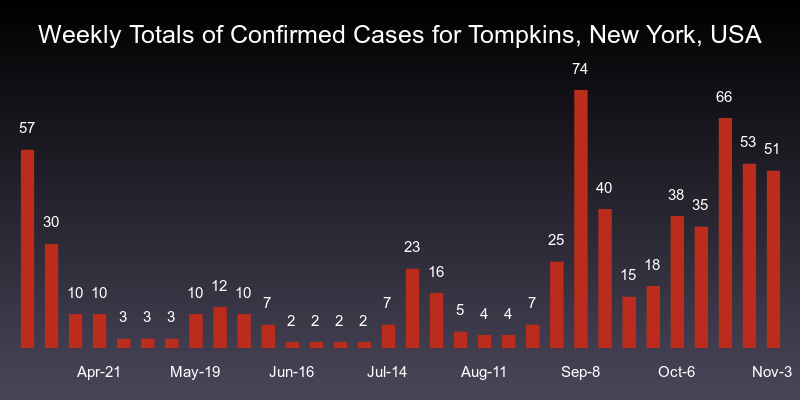 Weekly Totals of Confirmed Cases for Tompkins, New York, USA
57 30 10 10 3 3 3 10 12 10 7 2 2 2 2 7 23 16 5 4 4 7 25 74 40 15 18 38 35 66 53 51
Apr-21 May-19 Jun-16 Jul-14 Aug-11 Sep-8 Oct-6 Nov-3